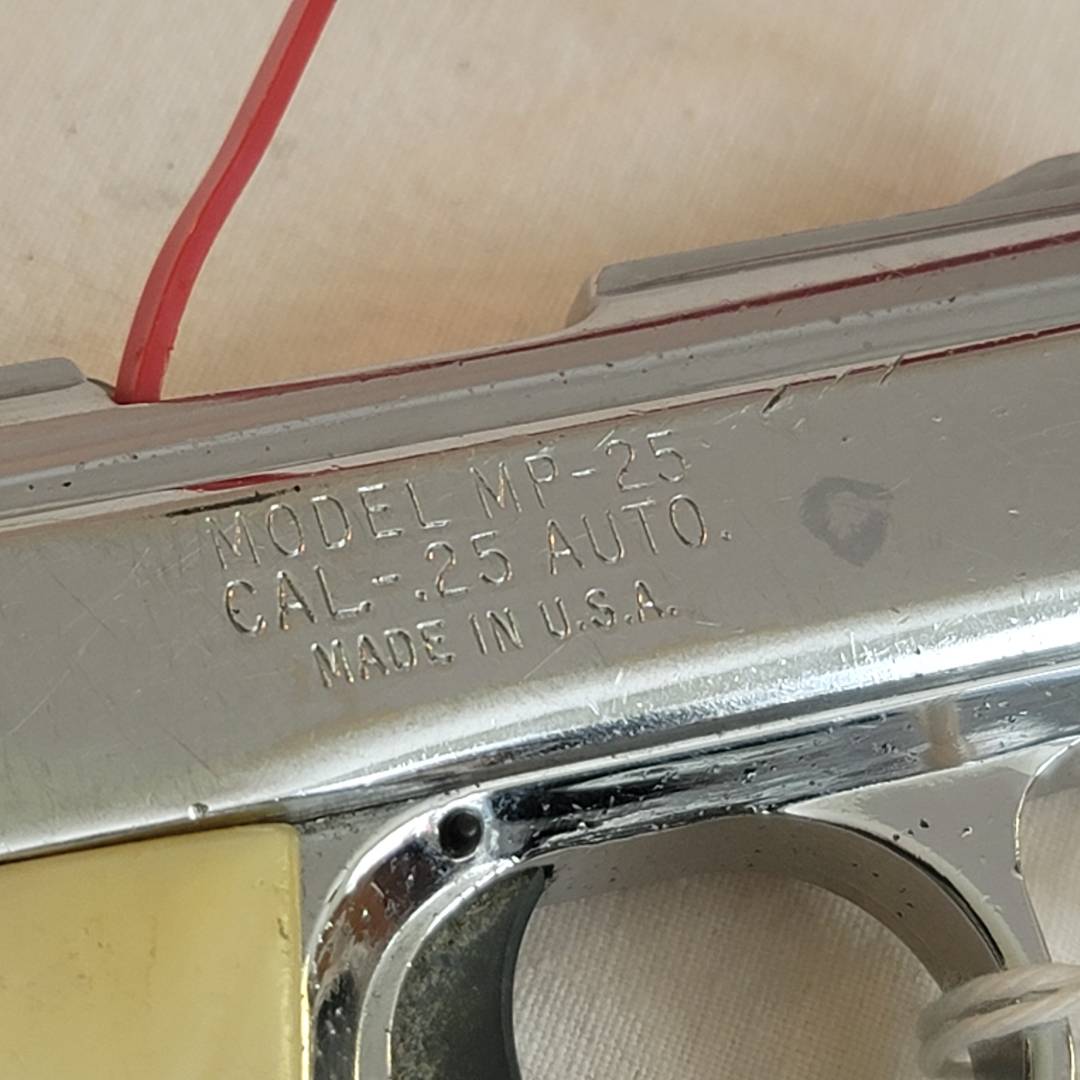 MODEL MP-25
CAL.-.25 AUTO.
MADE IN U.S.A.